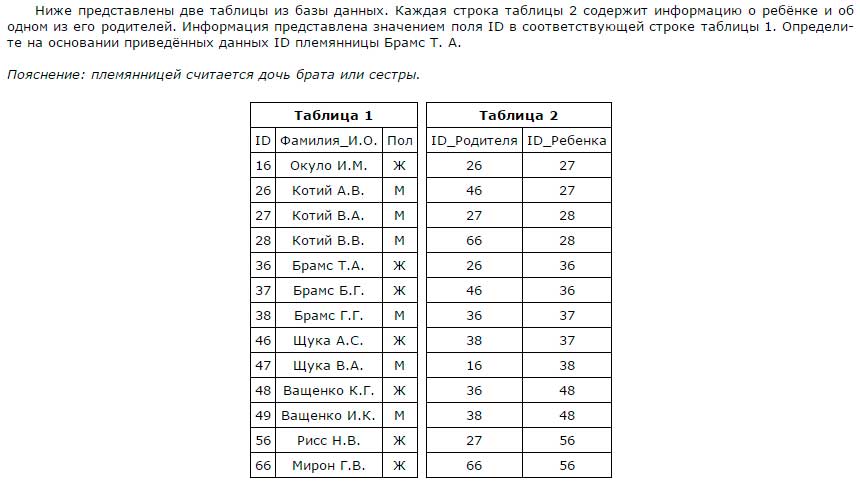 Ниже представлены две таблицы из базы данных. Каждая строка таблицы 2 содержит информацию о ребёнке и об
одном из его родителей. Информация представлена значением поля ID в соответствующей строке таблицы 1. Определи-
те на основании приведённых данных ID племянницы Брамс Т. А.
Пояснение: племянницей считается дочь брата или сестры.
Таблица 1
ID Фамилия_И.О. Пол
16 Окуло И.М. Ж
26 Котий А.В. М
27 Котий В.А. М
28 Котий В.В. М
36 Брамс Т.А. Ж
37 Брамс Б.Г. Ж
38 Брамс Г.Г. М
46 Щука А.С. Ж
47 Щука В.А. М
48 Ващенко К.Г. Ж
49 Ващенко И.К. М
56 Рисс Н.В. Ж
66 Мирон Г.В. Ж
Таблица 2
ID_Родителя ID_Ребенка
26 27
46 27
27 28
66 28
26 36
46 36
36 37
38 37
16 38
36 48
38 48
27 56
66 56